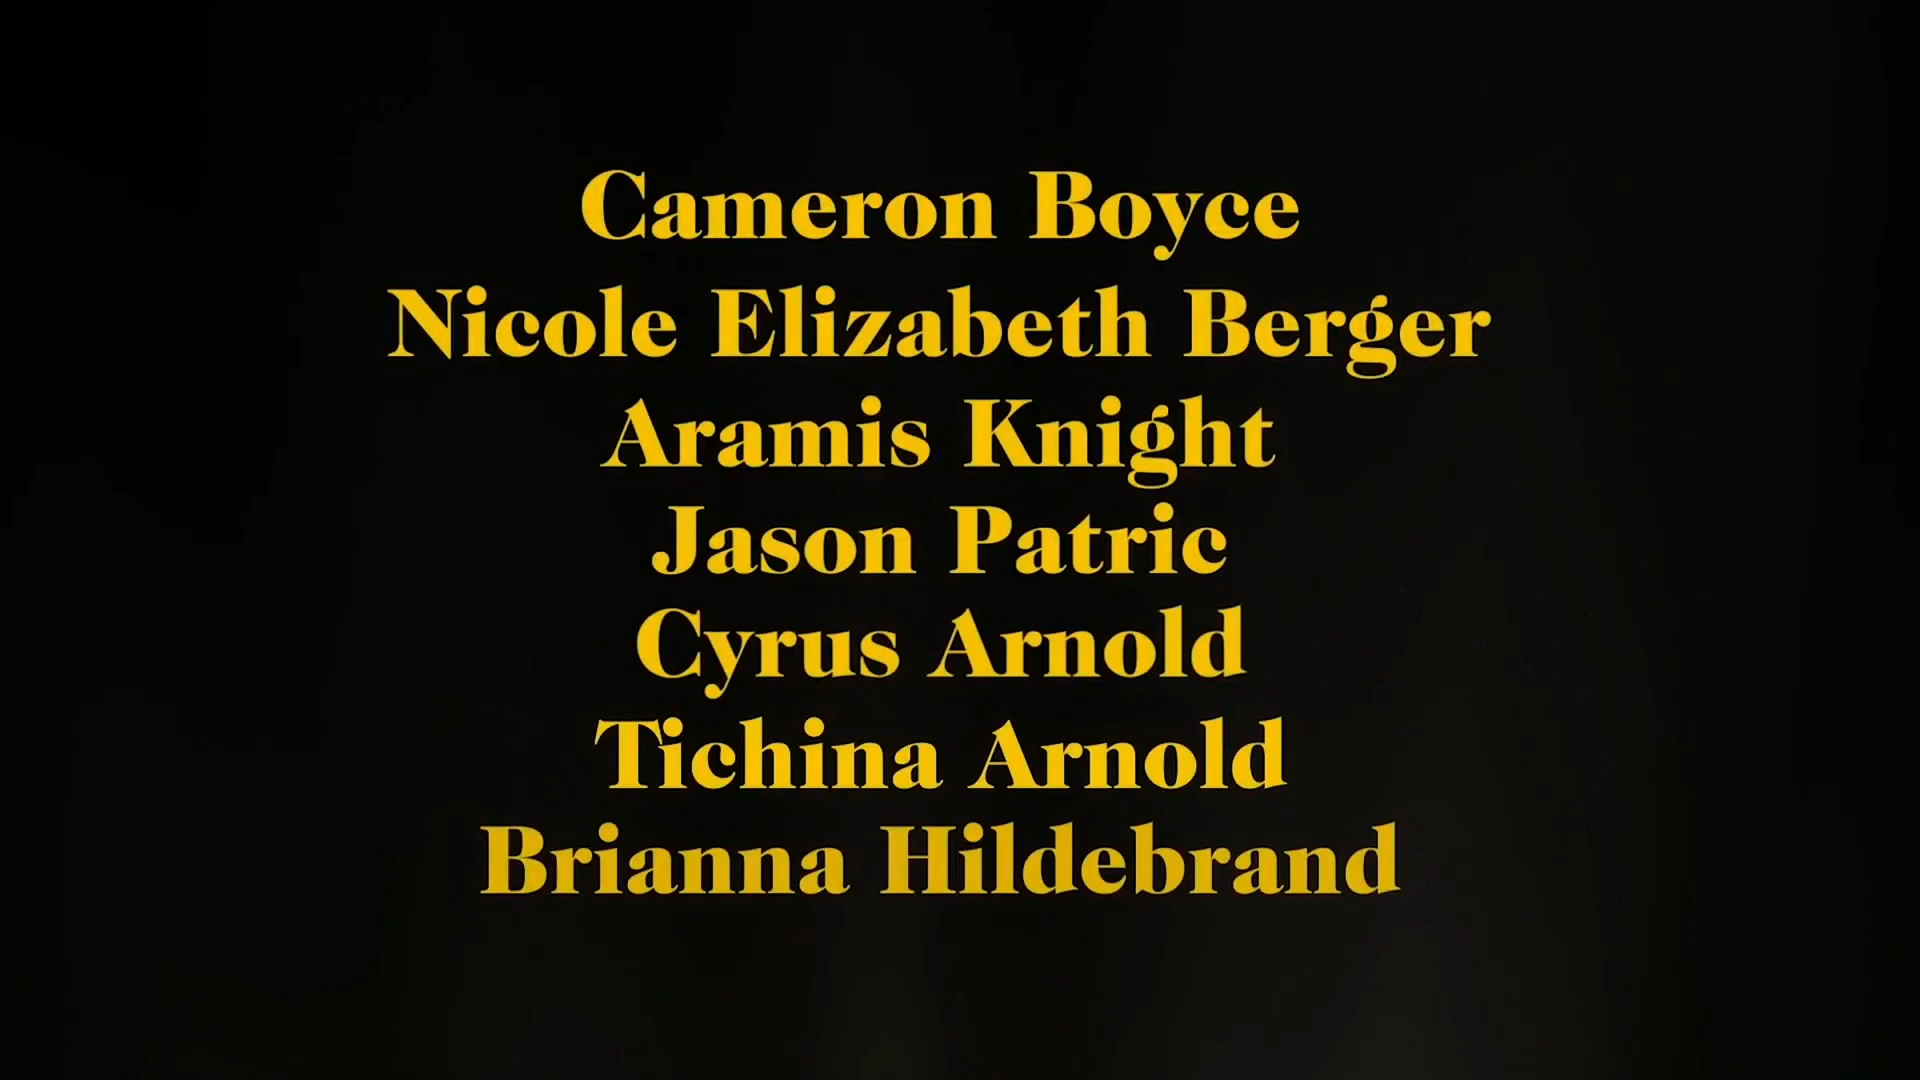 Cameron Boyce
Nicole Elizabeth Berger
Aramis Knight
Jason Patric
Cyrus Arnold
Tichina Arnold
Brianna Hildebrand